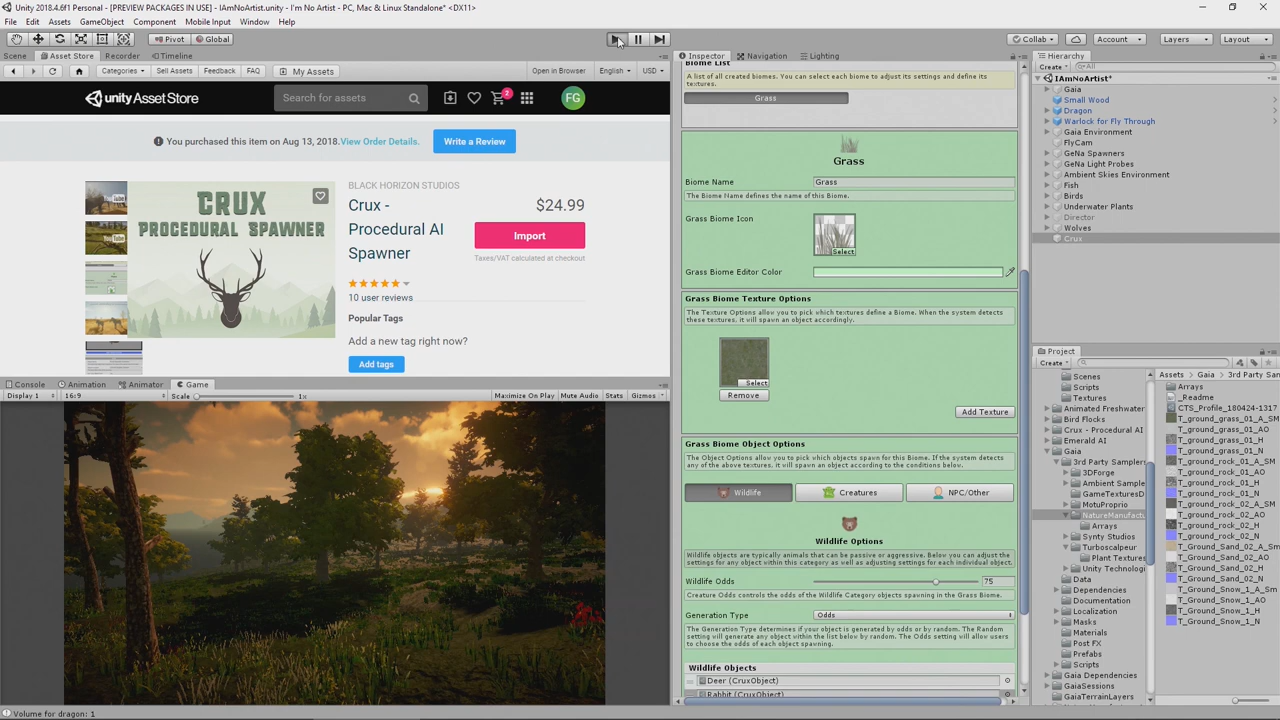 Unity 2018.4.6f1 Personal - [PREVIEW PACKAGES IN USE] - IAmNoArtist.unity - I'm No Artist - PC, Mac & Linux Standalone* <DX11>
File Edit Assets GameObject Component Mobile Input Window Help
Pivot Global Collab Account Layers Layout
Scene Asset Store Recorder Timeline
Categories Sell Assets Feedback FAQ My Assets Open in Browser English USD
unity Asset Store Search for assets 2 FG
You purchased this item on Aug 13, 2018.View Order Details. Write a Review
BLACK HORIZON STUDIOS
Crux - Procedural AI Spawner
$24.99
Import
Taxes/VAT calculated at checkout
10 user reviews
Popular Tags
Add a new tag right now?
Add tags
CRUX
PROCEDURAL SPAWNER
Console Animation Animator Game
Display 1 16:9 Scale 1x Maximize On Play Mute Audio Stats Gizmos
Volume for dragon: 1
Inspector Navigation Lighting
Biome List
A list of all created biomes. You can select each biome to adjust its settings and define its
textures.
Grass
Grass
Biome Name Grass
The Biome Name defines the name of this Biome.
Grass Biome Icon Select
Grass Biome Editor Color
Grass Biome Texture Options
The Texture Options allow you to pick which textures define a Biome. When the system detects
these textures, it will spawn an object accordingly.
Select
Remove
Add Texture
Grass Biome Object Options
The Object Options allow you to pick which objects spawn for this Biome. If the system detects
any of the above textures, it will spawn an object according to the conditions below.
Wildlife Creatures NPC/Other
Wildlife Options
Wildlife objects are typically animals that can be passive or aggressive. Below you can adjust the
settings for any object within this category as well as adjusting settings for each individual object.
Wildlife Odds 75
Creature Odds controls the odds of the Wildlife Category objects spawning in the Grass Biome.
Generation Type Odds
The Generation Type determines if your object is generated by odds or by random. The Random
setting will generate any object within the list below by random. The Odds setting will allow users
to choose the odds of each object spawning.
Wildlife Objects
Deer (CruxObject)
Rabbit (CruxObject)
Hierarchy
Create All
IAmNoArtist*
Gaia
Small Wood
Dragon
Warlock for Fly Through
Gaia Environment
FlyCam
GeNa Spawners
GeNa Light Probes
Ambient Skies Environment
Fish
Birds
Underwater Plants
Director
Wolves
Crux
Project
Create
Scenes
Scripts
Textures
Animated Freshwater
Bird Flocks
Crux - Procedural AI
Emerald AI
Gaia
3rd Party Samplers
3DForge
Ambient Sample
GameTexturesD
MotuProprio
NatureManufactu
Arrays
Synty Studios
Turboscalpeur
Plant Textures
Unity Technologi
Data
Dependencies
Documentation
Localization
Masks
Materials
Post FX
Prefabs
Scripts
Gaia Dependencies
GaiaSessions
GaiaTerrainLayers
Assets Gaia 3rd Party Sam
Arrays
_Readme
CTS_Profile_180424-1317
T_ground_grass_01_A_SM
T_ground_grass_01_AO
T_ground_grass_01_H
T_ground_grass_01_N
T_ground_rock_01_A_SM
T_ground_rock_01_AO
T_ground_rock_01_H
T_ground_rock_01_N
T_ground_rock_02_A_SM
T_ground_rock_02_AO
T_ground_rock_02_H
T_ground_rock_02_N
T_Ground_Sand_02_A_Sm
T_Ground_Sand_02_AO
T_Ground_Sand_02_H
T_Ground_Sand_02_N
T_Ground_Snow_1_A_Sm
T_Ground_Snow_1_AO
T_Ground_Snow_1_H
T_Ground_Snow_1_N